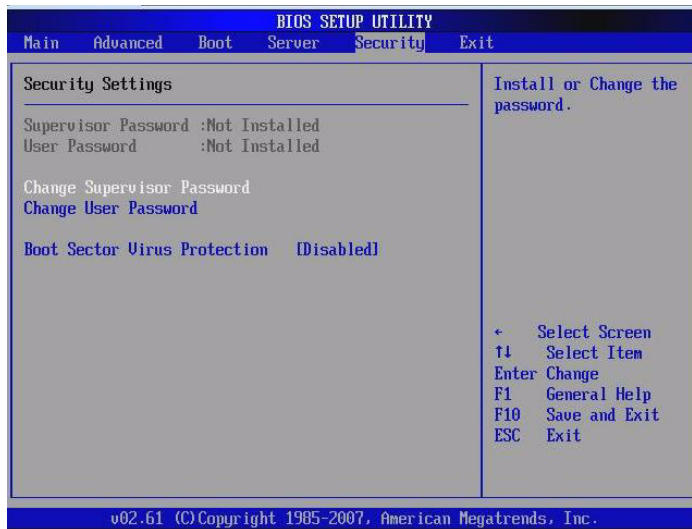 BIOS SETUP UTILITY
Main Advanced Boot Server Security Exit
Security Settings
Supervisor Password :Not Installed
User Password :Not Installed
Change Supervisor Password
Change User Password
Boot Sector Virus Protection [Disabled]
Install or Change the
password.
← Select Screen
↑↓ Select Item
Enter Change
F1 General Help
F10 Save and Exit
ESC Exit
v02.61 (C)Copyright 1985-2007, American Megatrends, Inc.